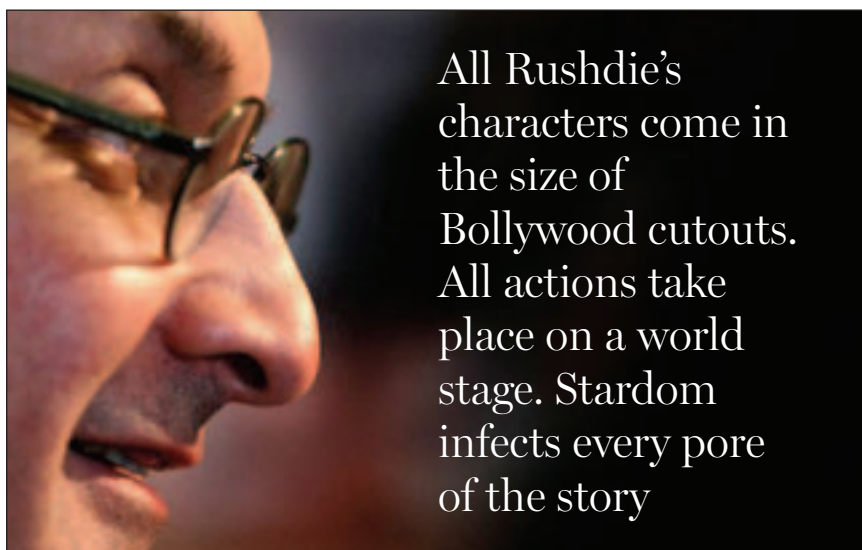 All Rushdie’s
characters come in
the size of
Bollywood cutouts.
All actions take
place on a world
stage. Stardom
infects every pore
of the story